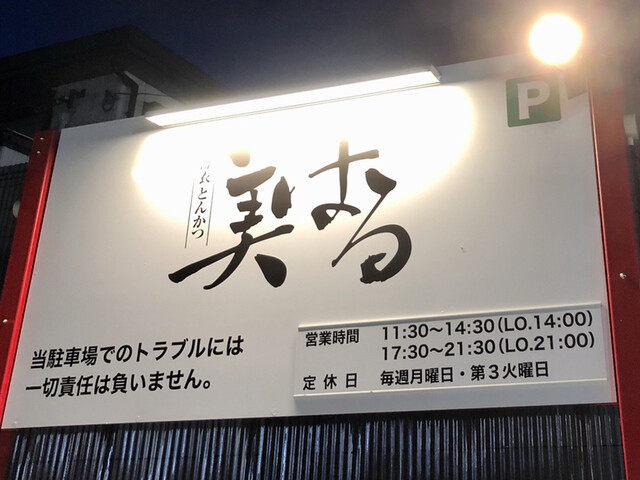 P
とんかつ
営業時間 11:30～14:30(LO.14:00)
17:30～21:30(LO.21:00)
定休日 毎週月曜日・第3火曜日
当駐車場でのトラブルには
一切責任は負いません。